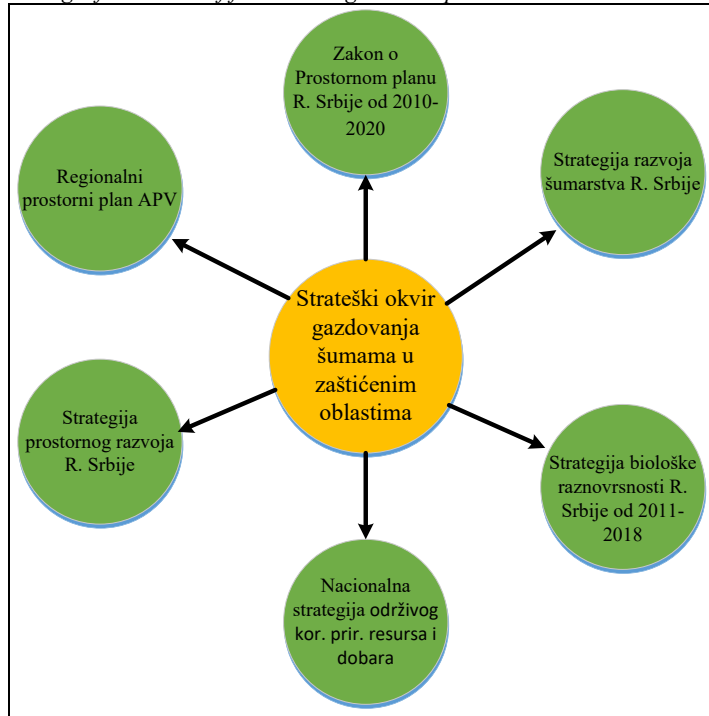 Zakon o
Prostornom planu
R. Srbije od 2010-
2020
Regionalni
prostorni plan APV
Strategija razvoja
šumarstva R. Srbije
Strateški okvir
gazdovanja
šumama u
zaštićenim
oblastima
Strategija
prostornog razvoja
R. Srbije
Strategija biološke
raznovrsnosti R.
Srbije od 2011-
2018
Nacionalna
strategija održivog
kor. prir. resursa i
dobara